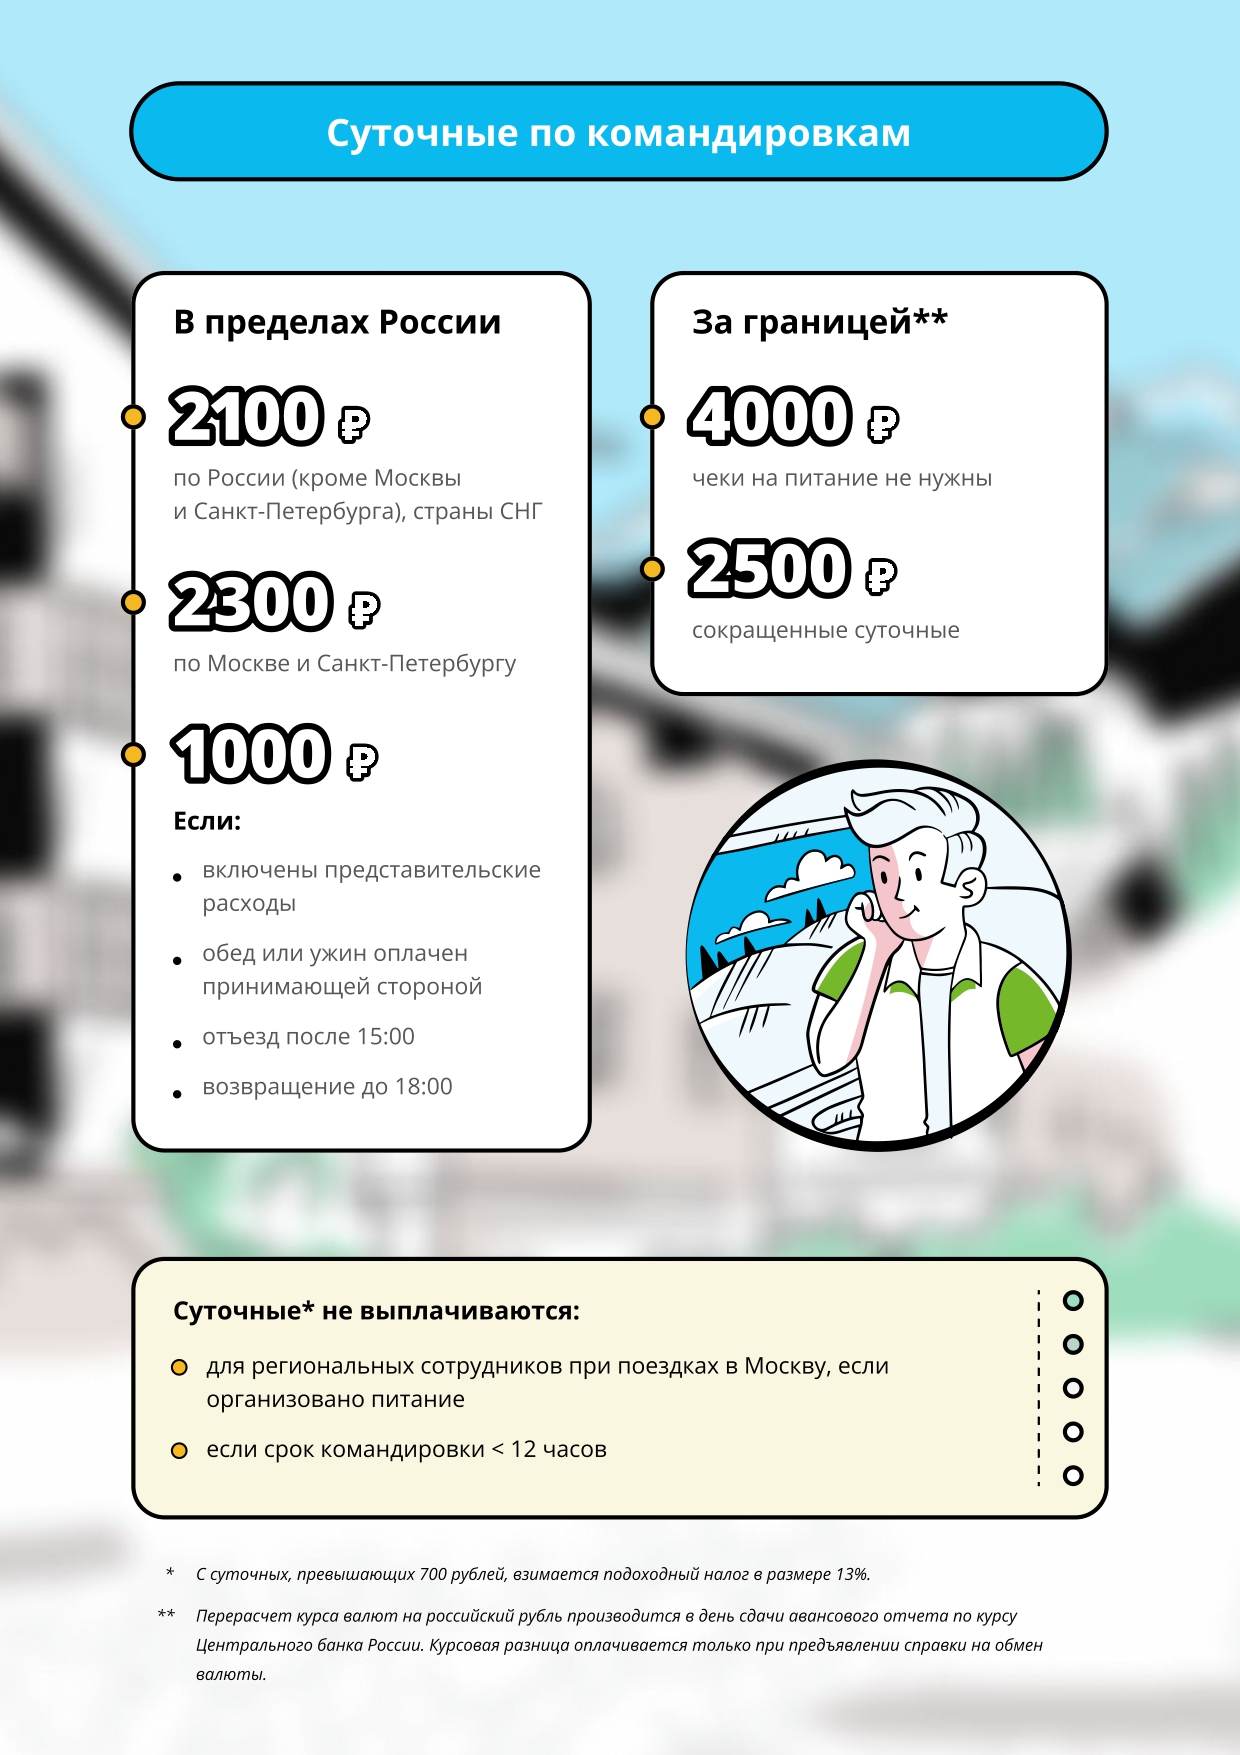 Суточные по командировкам
В пределах России
2100 ₽
по России (кроме Москвы
и Санкт-Петербурга), страны СНГ
2300 ₽
по Москве и Санкт-Петербургу
1000 ₽
Если:
• включены представительские
расходы
• обед или ужин оплачен
принимающей стороной
• отъезд после 15:00
• возвращение до 18:00
За границей**
4000 ₽
чеки на питание не нужны
2500 ₽
сокращенные суточные
Суточные* не выплачиваются:
для региональных сотрудников при поездках в Москву, если
организовано питание
если срок командировки < 12 часов
* С суточных, превышающих 700 рублей, взимается подоходный налог в размере 13%.
** Перерасчет курса валют на российский рубль производится в день сдачи авансового отчета по курсу
Центрального банка России. Курсовая разница оплачивается только при предъявлении справки на обмен
валюты.